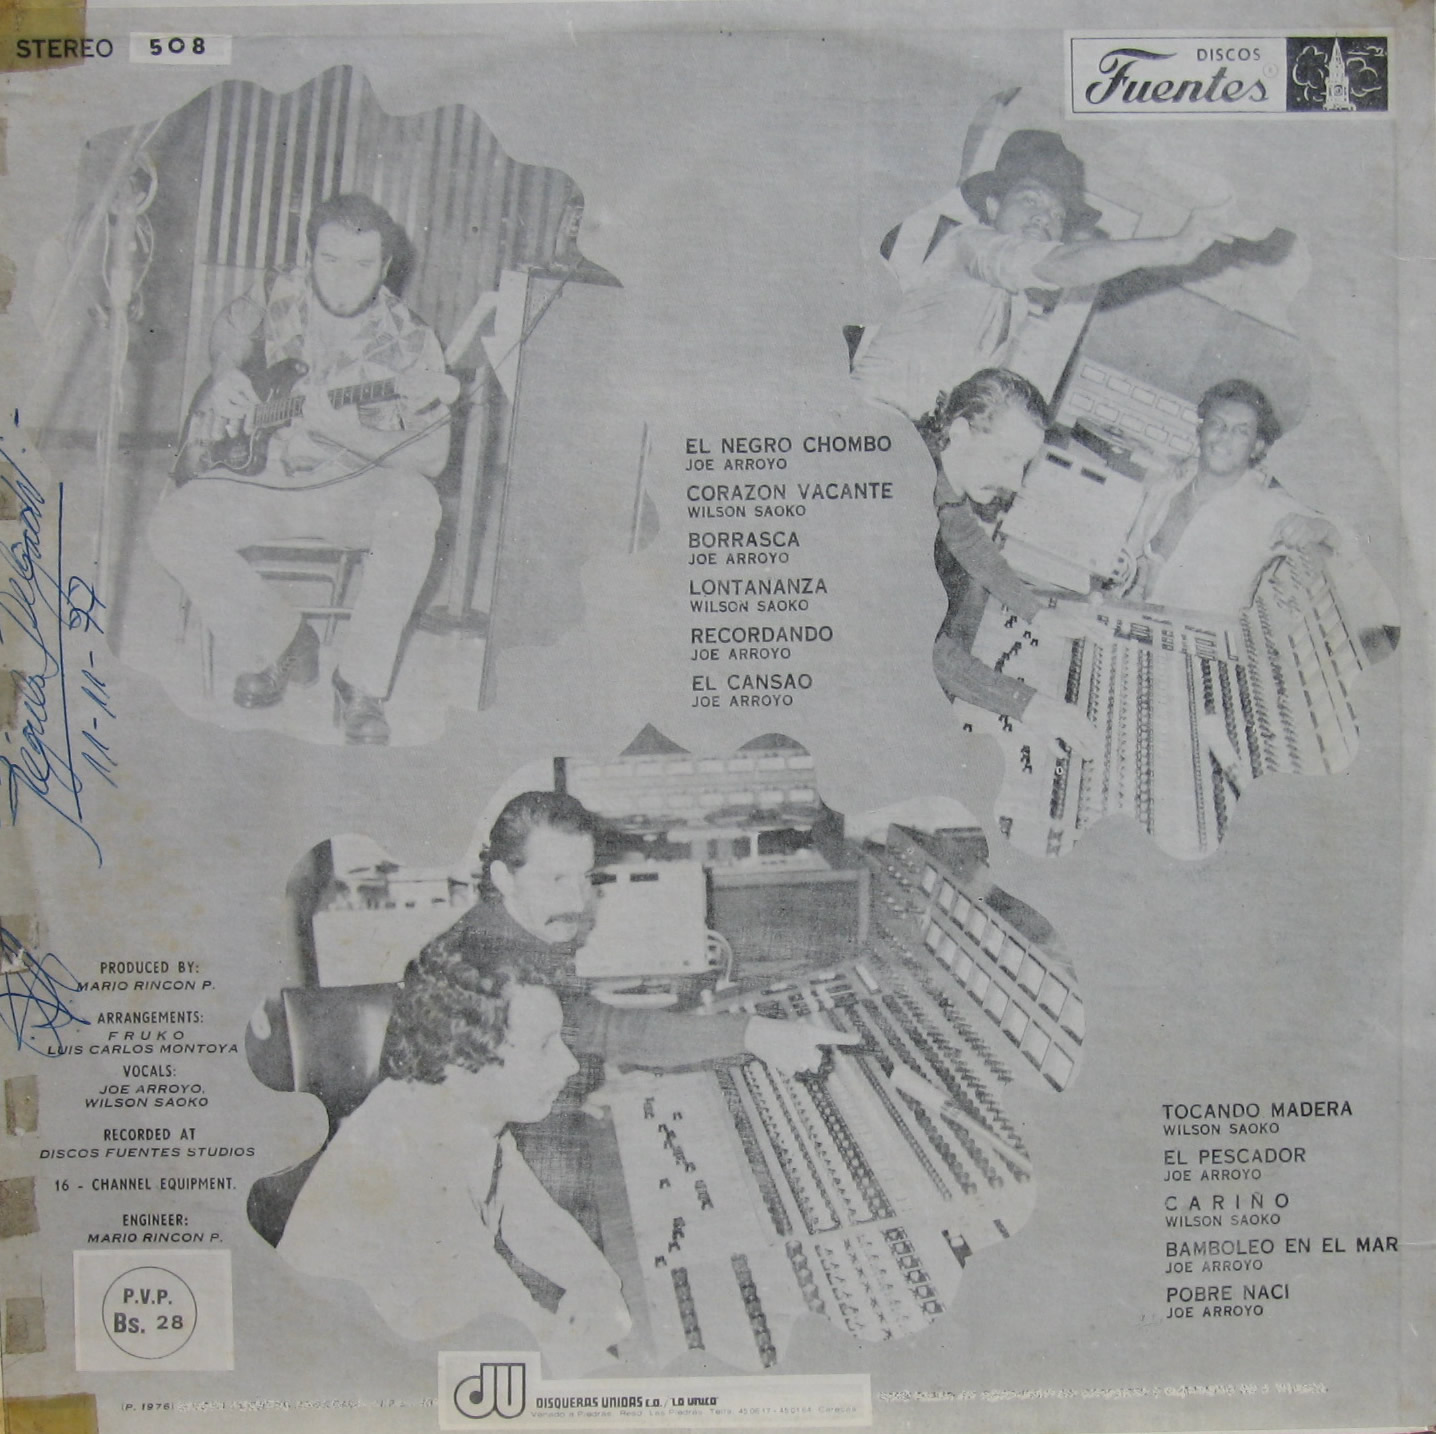 STEREO 508
DISCOS
Fuentes
EL NEGRO CHOMBO
JOE ARROYO
CORAZON VACANTE
WILSON SAOKO
BORRASCA
JOE ARROYO
LONTANANZA
WILSON SAOKO
RECORDANDO
JOE ARROYO
EL CANSAO
JOE ARROYO
11-11-77
PRODUCED BY:
MARIO RINCON P.
ARRANGEMENTS:
FRUKO
LUIS CARLOS MONTOYA
VOCALS:
JOE ARROYO,
WILSON SAOKO
RECORDED AT
DISCOS FUENTES STUDIOS
16 - CHANNEL EQUIPMENT.
ENGINEER:
MARIO RINCON P.
P.V.P.
Bs. 28
TOCANDO MADERA
WILSON SAOKO
EL PESCADOR
JOE ARROYO
CARIÑO
WILSON SAOKO
BAMBOLEO EN EL MAR
JOE ARROYO
POBRE NACI
JOE ARROYO
(P. 1976)
DISQUERAS UNIDAS C.A./LO UNICO